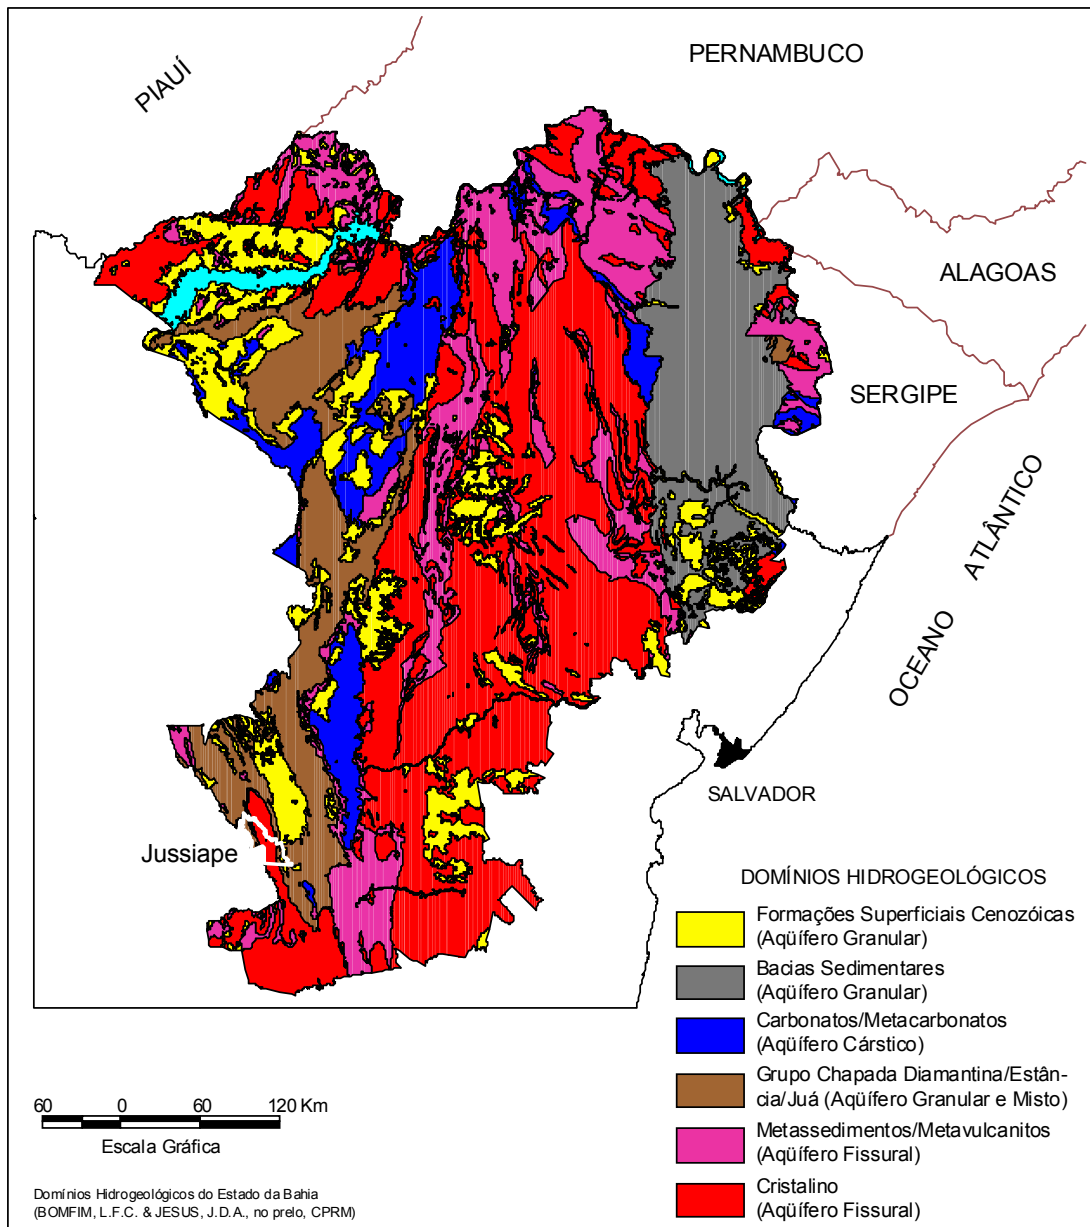 PERNAMBUCO
PIAUÍ
ALAGOAS
SERGIPE
OCEANO ATLÂNTICO
SALVADOR
Jussiape
DOMÍNIOS HIDROGEOLÓGICOS
Formações Superficiais Cenozóicas
(Aqüífero Granular)
Bacias Sedimentares
(Aqüífero Granular)
Carbonatos/Metacarbonatos
(Aqüífero Cárstico)
Grupo Chapada Diamantina/Estân-
cia/Juá (Aqüífero Granular e Misto)
Metassedimentos/Metavulcanitos
(Aqüífero Fissural)
Cristalino
(Aqüífero Fissural)
60 0 60 120 Km
Escala Gráfica
Domínios Hidrogeológicos do Estado da Bahia
(BOMFIM, L.F.C. & JESUS, J.D.A., no prelo, CPRM)